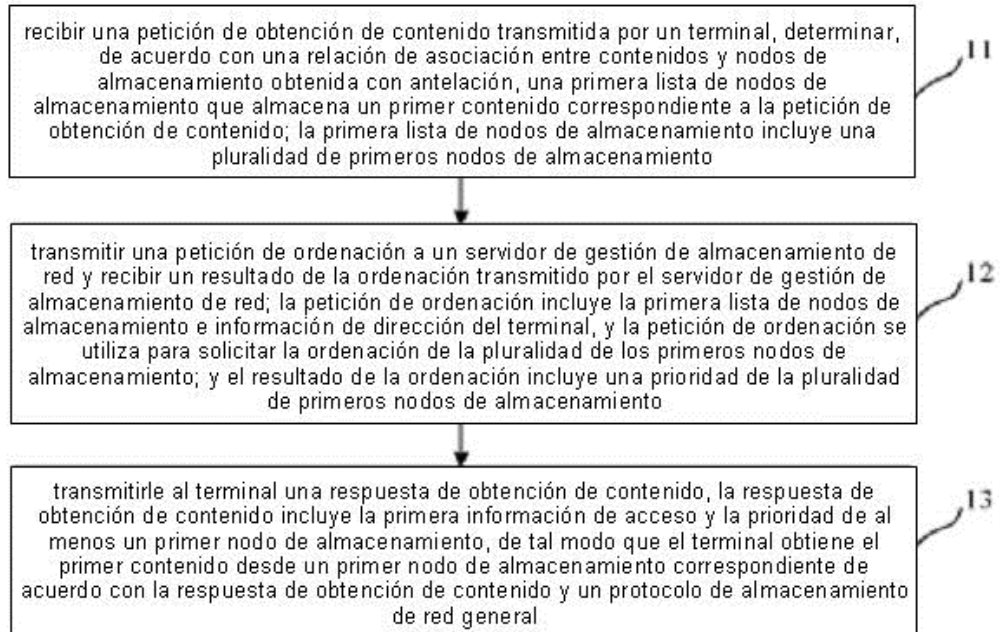 recibir una petición de obtención de contenido transmitida por un terminal, determinar,
de acuerdo con una relación de asociación entre contenidos y nodos de
almacenamiento obtenida con antelación, una primera lista de nodos de
almacenamiento que almacena un primer contenido correspondiente a la petición de
obtención de contenido; la primera lista de nodos de almacenamiento incluye una
pluralidad de primeros nodos de almacenamiento
11
transmitir una petición de ordenación a un servidor de gestión de almacenamiento de
red y recibir un resultado de la ordenación transmitido por el servidor de gestión de
almacenamiento de red; la petición de ordenación incluye la primera lista de nodos de
almacenamiento e información de dirección del terminal, y la petición de ordenación se
utiliza para solicitar la ordenación de la pluralidad de los primeros nodos de
almacenamiento; y el resultado de la ordenación incluye una prioridad de la pluralidad
de primeros nodos de almacenamiento
12
transmitirle al terminal una respuesta de obtención de contenido, la respuesta de
obtención de contenido incluye la primera información de acceso y la prioridad de al
menos un primer nodo de almacenamiento, de tal modo que el terminal obtiene el
primer contenido desde un primer nodo de almacenamiento correspondiente de
acuerdo con la respuesta de obtención de contenido y un protocolo de almacenamiento
de red general
13